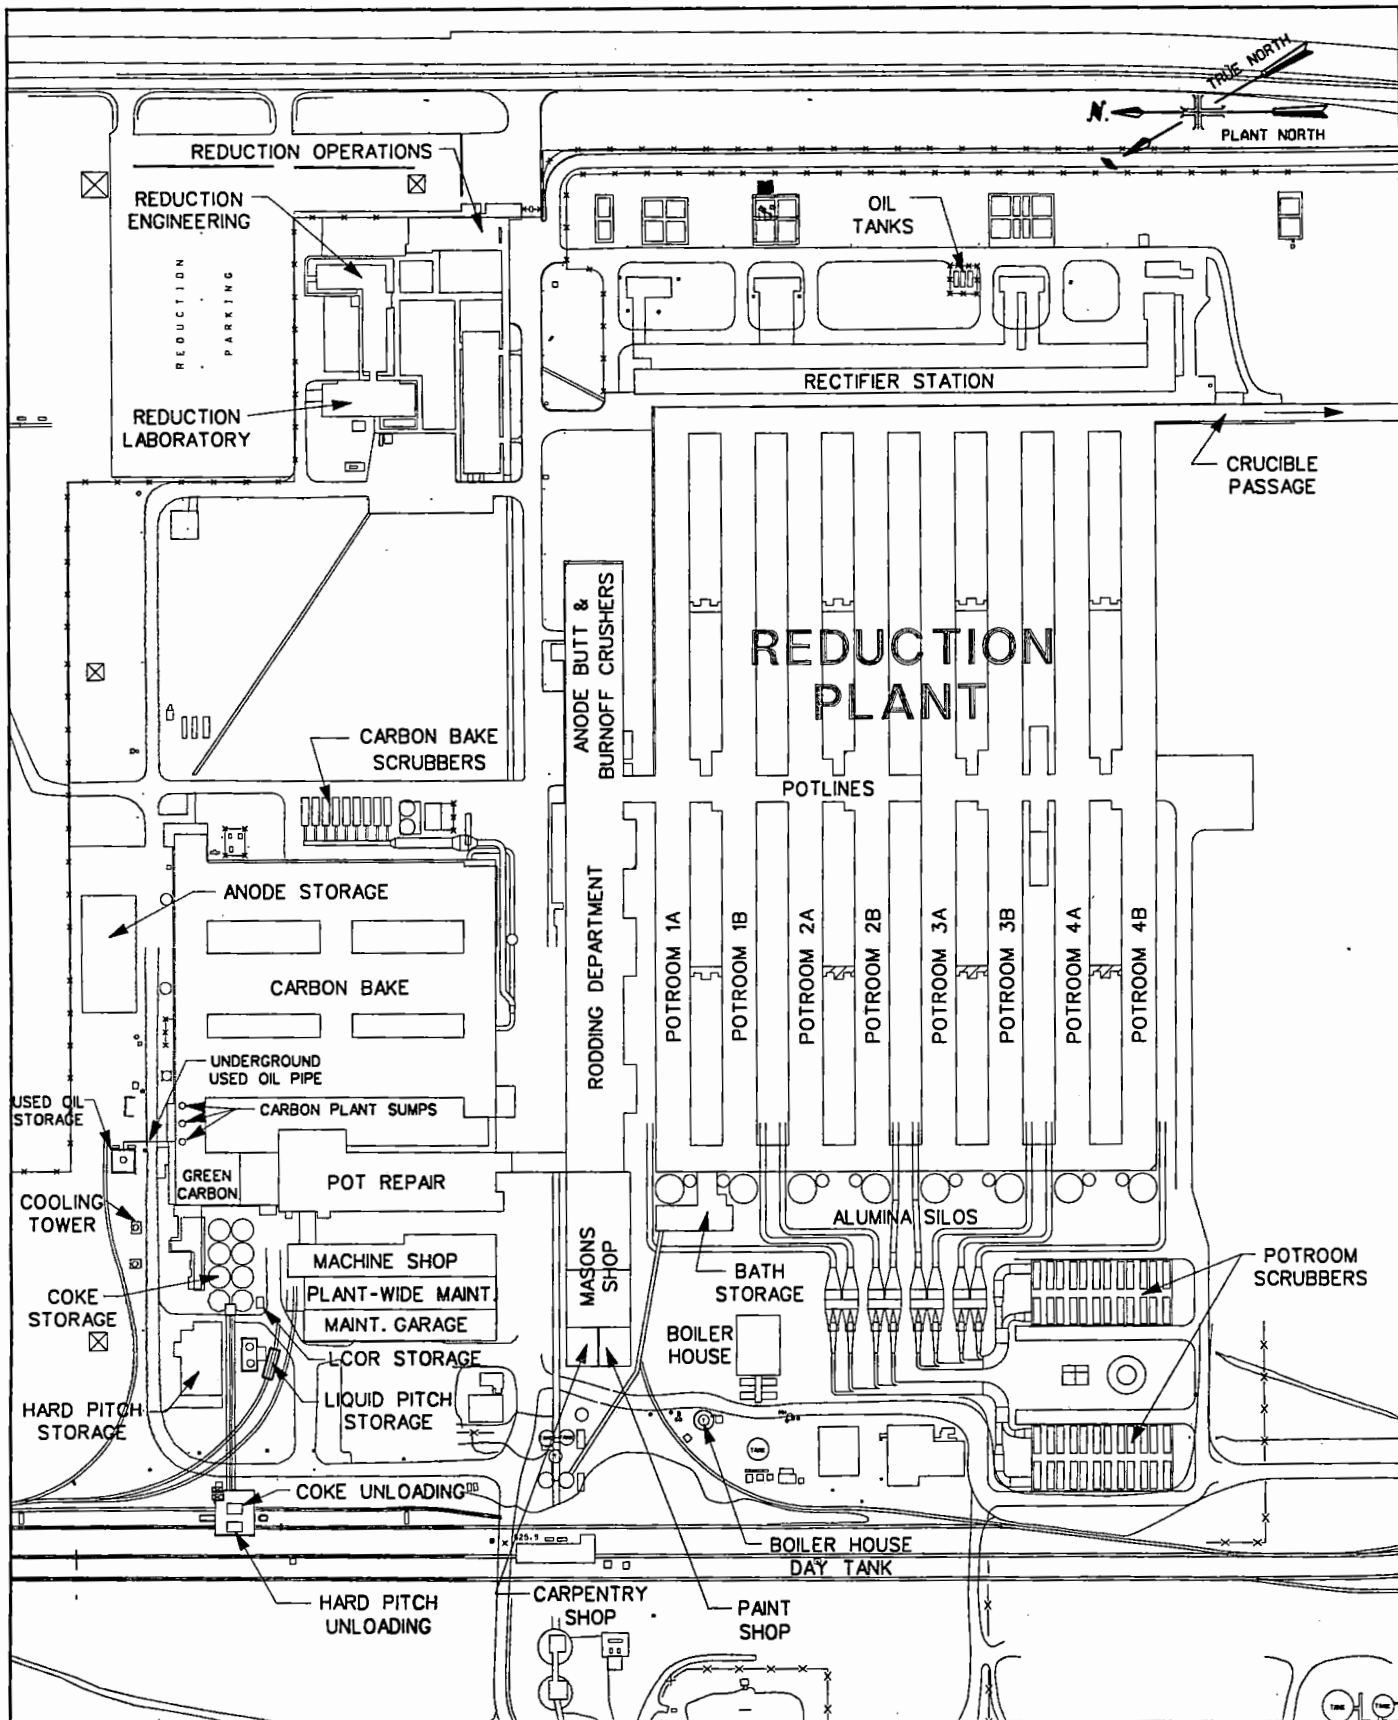 TRUE NORTH
N.
PLANT NORTH
REDUCTION OPERATIONS
REDUCTION
ENGINEERING
OIL
TANKS
REDUCTION
PARKING
RECTIFIER STATION
REDUCTION
LABORATORY
CRUCIBLE
PASSAGE
ANODE BUTT &
BURNOFF CRUSHERS
REDUCTION
PLANT
CARBON BAKE
SCRUBBERS
POTLINES
ANODE STORAGE
RODDING DEPARTMENT
POTROOM 1A
POTROOM 1B
POTROOM 2A
POTROOM 2B
POTROOM 3A
POTROOM 3B
POTROOM 4A
POTROOM 4B
CARBON BAKE
UNDERGROUND
USED OIL PIPE
USED OIL
STORAGE
CARBON PLANT SUMPS
GREEN
CARBON
POT REPAIR
COOLING
TOWER
ALUMINA SILOS
MASONS
SHOP
MACHINE SHOP
BATH
STORAGE
POTROOM
SCRUBBERS
PLANT-WIDE MAINT.
COKE
STORAGE
MAINT. GARAGE
BOILER
HOUSE
LCOR STORAGE
LIQUID PITCH
STORAGE
HARD PITCH
STORAGE
TANK
COKE UNLOADING
625.9
BOILER HOUSE
DAY TANK
HARD PITCH
UNLOADING
CARPENTRY
SHOP
PAINT
SHOP
TANK
TANK